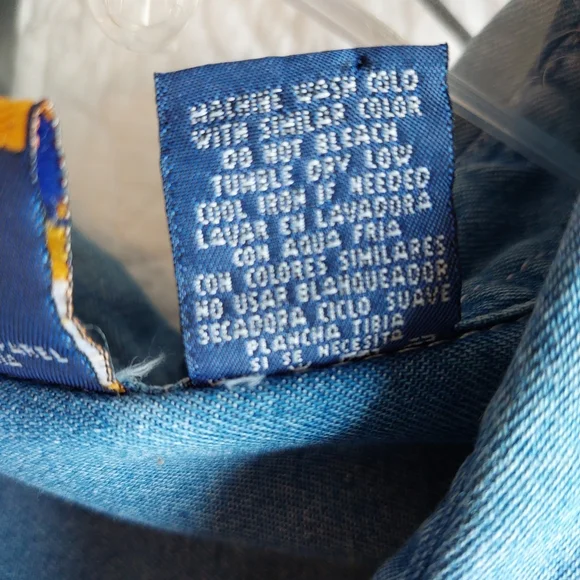 MACHINE WASH COLD
WITH SIMILAR COLOR
DO NOT BLEACH
TUMBLE DRY LOW
COOL IRON IF NEEDED
LAVAR EN LAVADORA
CON AQUA FRIA
CON COLORES SIMILARES
NO USAR BLANQUEADOR
SECADORA CICLO SUAVE
PLANCHA TIBIA
SI SE NECESITA